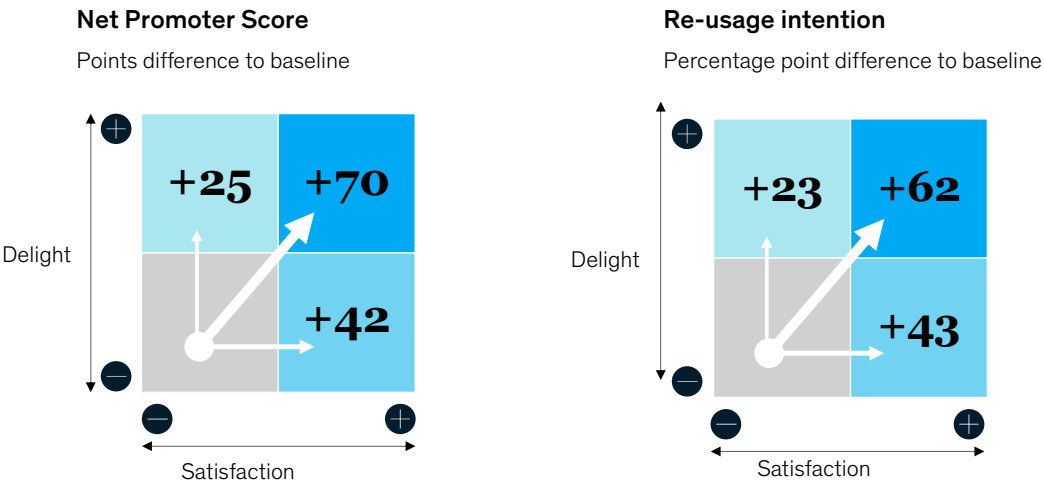 Net Promoter Score
Points difference to baseline
Delight
+25
+70
+42
Satisfaction
Re-usage intention
Percentage point difference to baseline
Delight
+23
+62
+43
Satisfaction